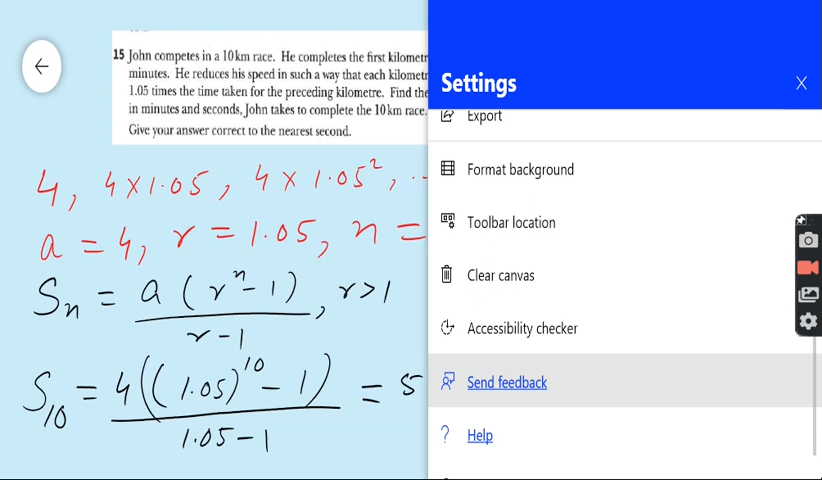 15 John competes in a 10km race. He completes the first kilometr
minutes. He reduces his speed in such a way that each kilometr
1.05 times the time taken for the preceding kilometre. Find the
in minutes and seconds, John takes to complete the 10km race.
Give your answer correct to the nearest second.
4, 4×1.05, 4×1.05², ..
a = 4, r = 1.05, n =
Sₙ = a(rⁿ-1)/r-1, r>1
S₁₀ = 4((1.05)¹⁰-1)/1.05-1 = 5
Settings X
Export
Format background
Toolbar location
Clear canvas
Accessibility checker
Send feedback
? Help